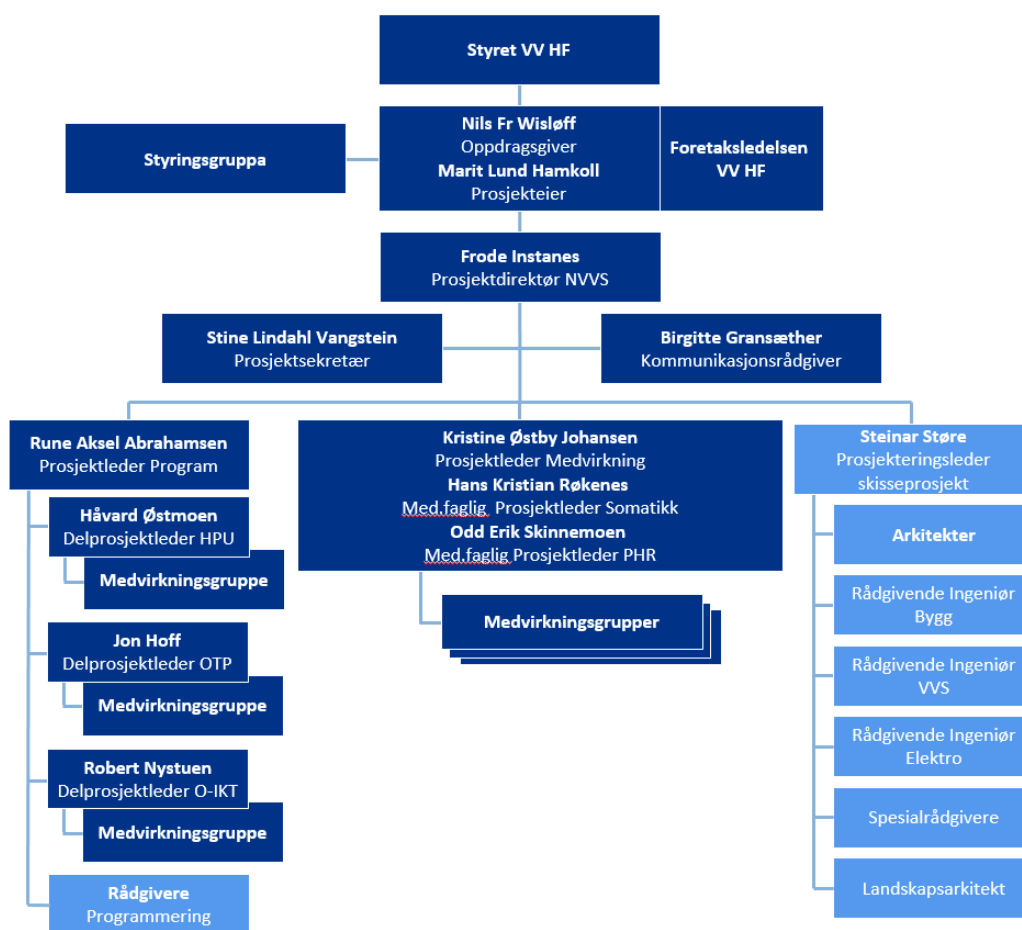 Styret VV HF
Styringsgruppa
Nils Fr Wisløff
Oppdragsgiver
Marit Lund Hamkoll
Prosjekteier
Foretaksledelsen
VV HF
Frode Instanes
Prosjektdirektør NVVS
Stine Lindahl Vangstein
Prosjektsekretær
Birgitte Gransæther
Kommunikasjonsrådgiver
Rune Aksel Abrahamsen
Prosjektleder Program
Håvard Østmoen
Delprosjektleder HPU
Medvirkningsgruppe
Jon Hoff
Delprosjektleder OTP
Medvirkningsgruppe
Robert Nystuen
Delprosjektleder O-IKT
Medvirkningsgruppe
Rådgivere
Programmering
Kristine Østby Johansen
Prosjektleder Medvirkning
Hans Kristian Røkenes
Med.faglig Prosjektleder Somatikk
Odd Erik Skinnemoen
Med.faglig Prosjektleder PHR
Medvirkningsgrupper
Steinar Støre
Prosjekteringsleder
skisseprosjekt
Arkitekter
Rådgivende Ingeniør
Bygg
Rådgivende Ingeniør
VVS
Rådgivende Ingeniør
Elektro
Spesialrådgivere
Landskapsarkitekt